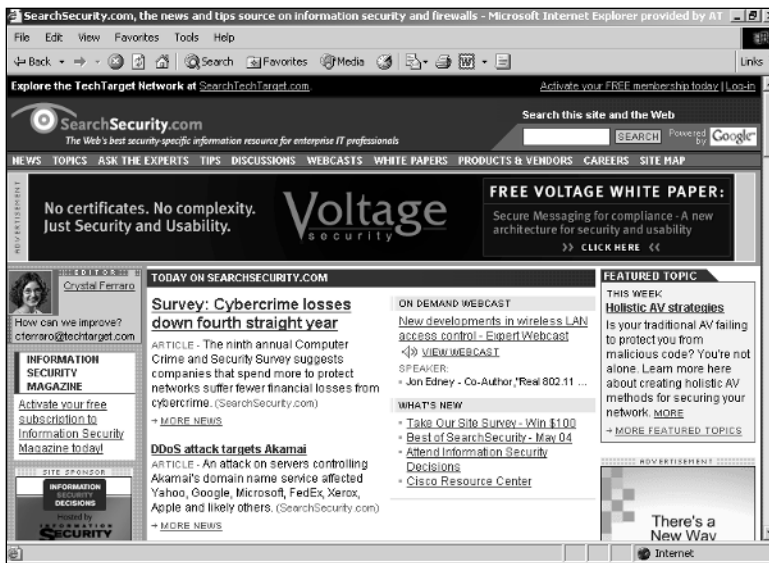 SearchSecurity.com, the news and tips source on information security and firewalls - Microsoft Internet Explorer provided by AT
File Edit View Favorites Tools Help
Back Search Favorites Media Links
Explore the TechTarget Network at SearchTechTarget.com. Activate your FREE membership today | Log-in
SearchSecurity.com
The Web's best security-specific information resource for enterprise IT professionals
Search this site and the Web
SEARCH Powered by Google
NEWS TOPICS ASK THE EXPERTS TIPS DISCUSSIONS WEBCASTS WHITE PAPERS PRODUCTS & VENDORS CAREERS SITE MAP
ADVERTISEMENT
No certificates. No complexity.
Just Security and Usability.
Voltage
security
FREE VOLTAGE WHITE PAPER:
Secure Messaging for compliance - A new
architecture for security and usability
>> CLICK HERE <<
EDITOR
Crystal Ferraro
How can we improve?
cferraro@techtarget.com
INFORMATION
SECURITY
MAGAZINE
Activate your free
subscription to
Information Security
Magazine today!
SITE SPONSOR
INFORMATION
SECURITY
DECISIONS
Hosted by
INFORMATION
SECURITY
TODAY ON SEARCHSECURITY.COM
Survey: Cybercrime losses
down fourth straight year
ARTICLE - The ninth annual Computer
Crime and Security Survey suggests
companies that spend more to protect
networks suffer fewer financial losses from
cybercrime. (SearchSecurity.com)
→ MORE NEWS
DDoS attack targets Akamai
ARTICLE - An attack on servers controlling
Akamai's domain name service affected
Yahoo, Google, Microsoft, FedEx, Xerox,
Apple and likely others. (SearchSecurity.com)
→ MORE NEWS
ON DEMAND WEBCAST
New developments in wireless LAN
access control - Expert Webcast
VIEW WEBCAST
SPEAKER:
• Jon Edney - Co-Author,"Real 802.11 ...
WHAT'S NEW
Take Our Site Survey - Win $100
Best of SearchSecurity - May 04
Attend Information Security
Decisions
Cisco Resource Center
FEATURED TOPIC
THIS WEEK
Holistic AV strategies
Is your traditional AV failing
to protect you from
malicious code? You're not
alone. Learn more here
about creating holistic AV
methods for securing your
network. MORE
→ MORE FEATURED TOPICS
ADVERTISEMENT
There's a
New Way
Internet